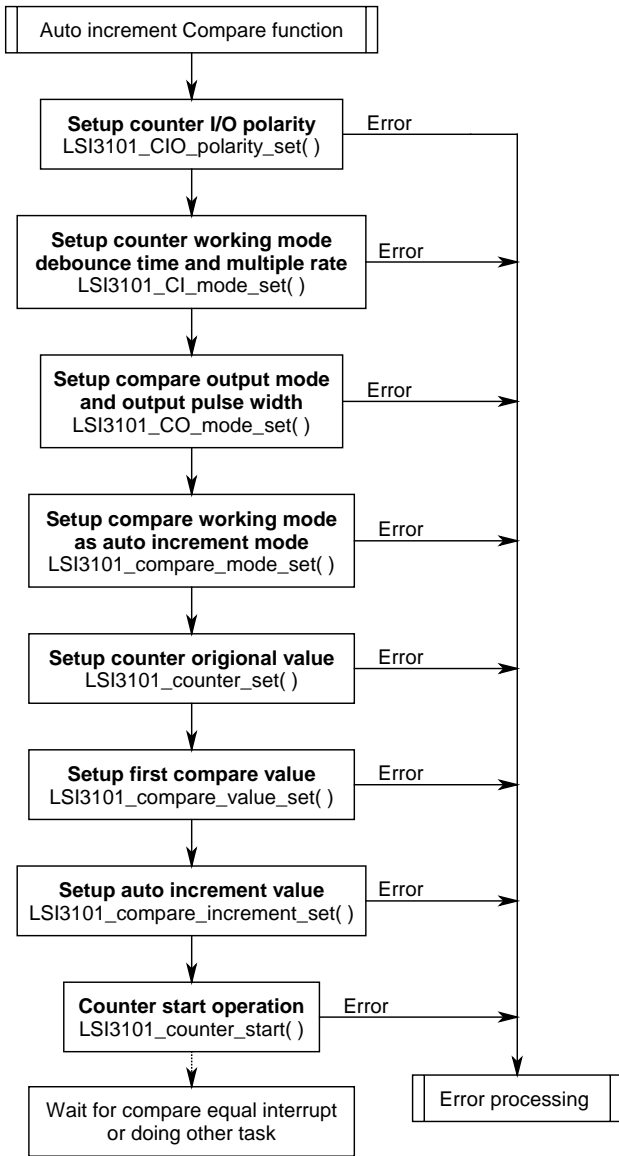 Auto increment Compare function
Setup counter I/O polarity
LSI3101_CIO_polarity_set( )
Error
Setup counter working mode
debounce time and multiple rate
LSI3101_CI_mode_set( )
Error
Setup compare output mode
and output pulse width
LSI3101_CO_mode_set( )
Error
Setup compare working mode
as auto increment mode
LSI3101_compare_mode_set( )
Error
Setup counter origional value
LSI3101_counter_set( )
Error
Setup first compare value
LSI3101_compare_value_set( )
Error
Setup auto increment value
LSI3101_compare_increment_set( )
Error
Counter start operation
LSI3101_counter_start( )
Error
Wait for compare equal interrupt
or doing other task
Error processing